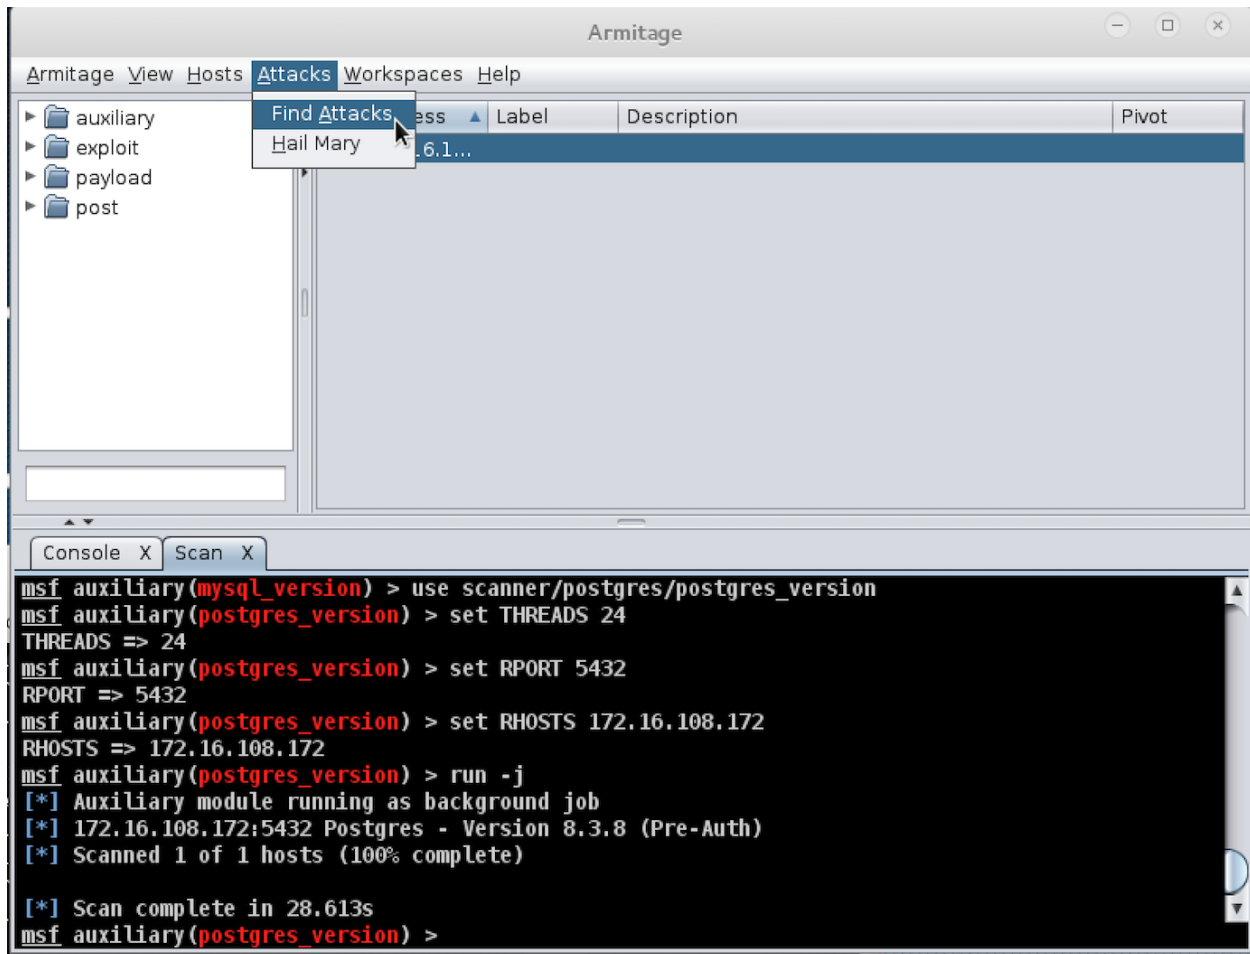 Armitage
Armitage View Hosts Attacks Workspaces Help
auxiliary
exploit
payload
post
Find Attacks
Hail Mary
ess Label Description Pivot
.6.1...
Console X Scan X
msf auxiliary(mysql_version) > use scanner/postgres/postgres_version
msf auxiliary(postgres_version) > set THREADS 24
THREADS => 24
msf auxiliary(postgres_version) > set RPORT 5432
RPORT => 5432
msf auxiliary(postgres_version) > set RHOSTS 172.16.108.172
RHOSTS => 172.16.108.172
msf auxiliary(postgres_version) > run -j
[*] Auxiliary module running as background job
[*] 172.16.108.172:5432 Postgres - Version 8.3.8 (Pre-Auth)
[*] Scanned 1 of 1 hosts (100% complete)
[*] Scan complete in 28.613s
msf auxiliary(postgres_version) >